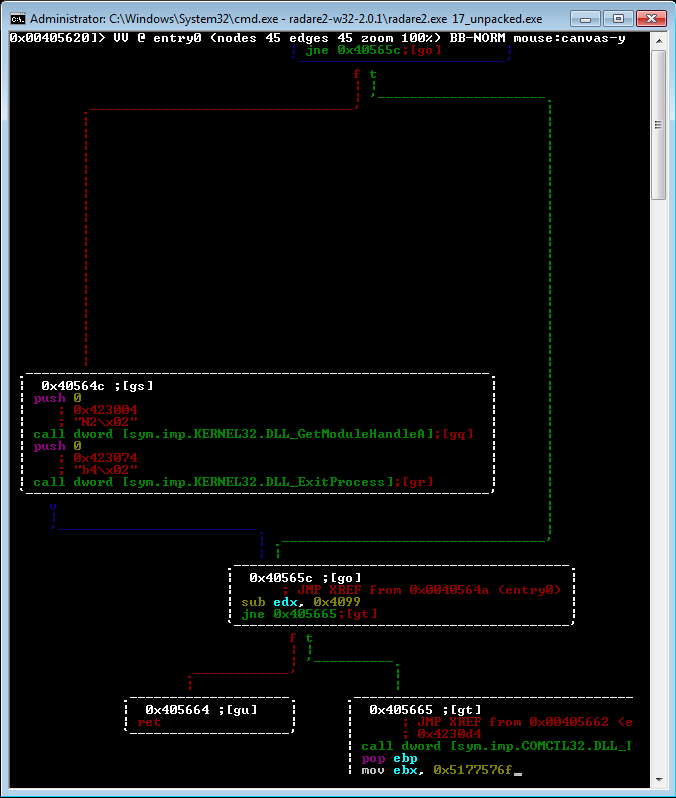 Administrator: C:\Windows\System32\cmd.exe - radare2-w32-2.0.1\radare2.exe 17_unpacked.exe
0x00405620]> VV @ entry0 (nodes 45 edges 45 zoom 100%) BB-NORM mouse:canvas-y
jne 0x40565c;[go]
f t
0x40564c ;[gs]
push 0
; 0x423004
; "N2\x02"
call dword [sym.imp.KERNEL32.DLL_GetModuleHandleA];[gq]
push 0
; 0x423074
; "b4\x02"
call dword [sym.imp.KERNEL32.DLL_ExitProcess];[gr]
v
0x40565c ;[go]
; JMP XREF from 0x0040564a (entry0)
sub edx, 0x4099
jne 0x405665;[gt]
f t
0x405664 ;[gu]
ret
0x405665 ;[gt]
; JMP XREF from 0x00405662 (e
; 0x4230d4
call dword [sym.imp.COMCTL32.DLL_I
pop ebp
mov ebx, 0x5177576f